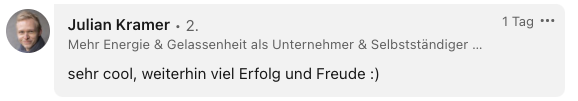 Julian Kramer • 2.
1 Tag •••
Mehr Energie & Gelassenheit als Unternehmer & Selbstständiger ...
sehr cool, weiterhin viel Erfolg und Freude :)